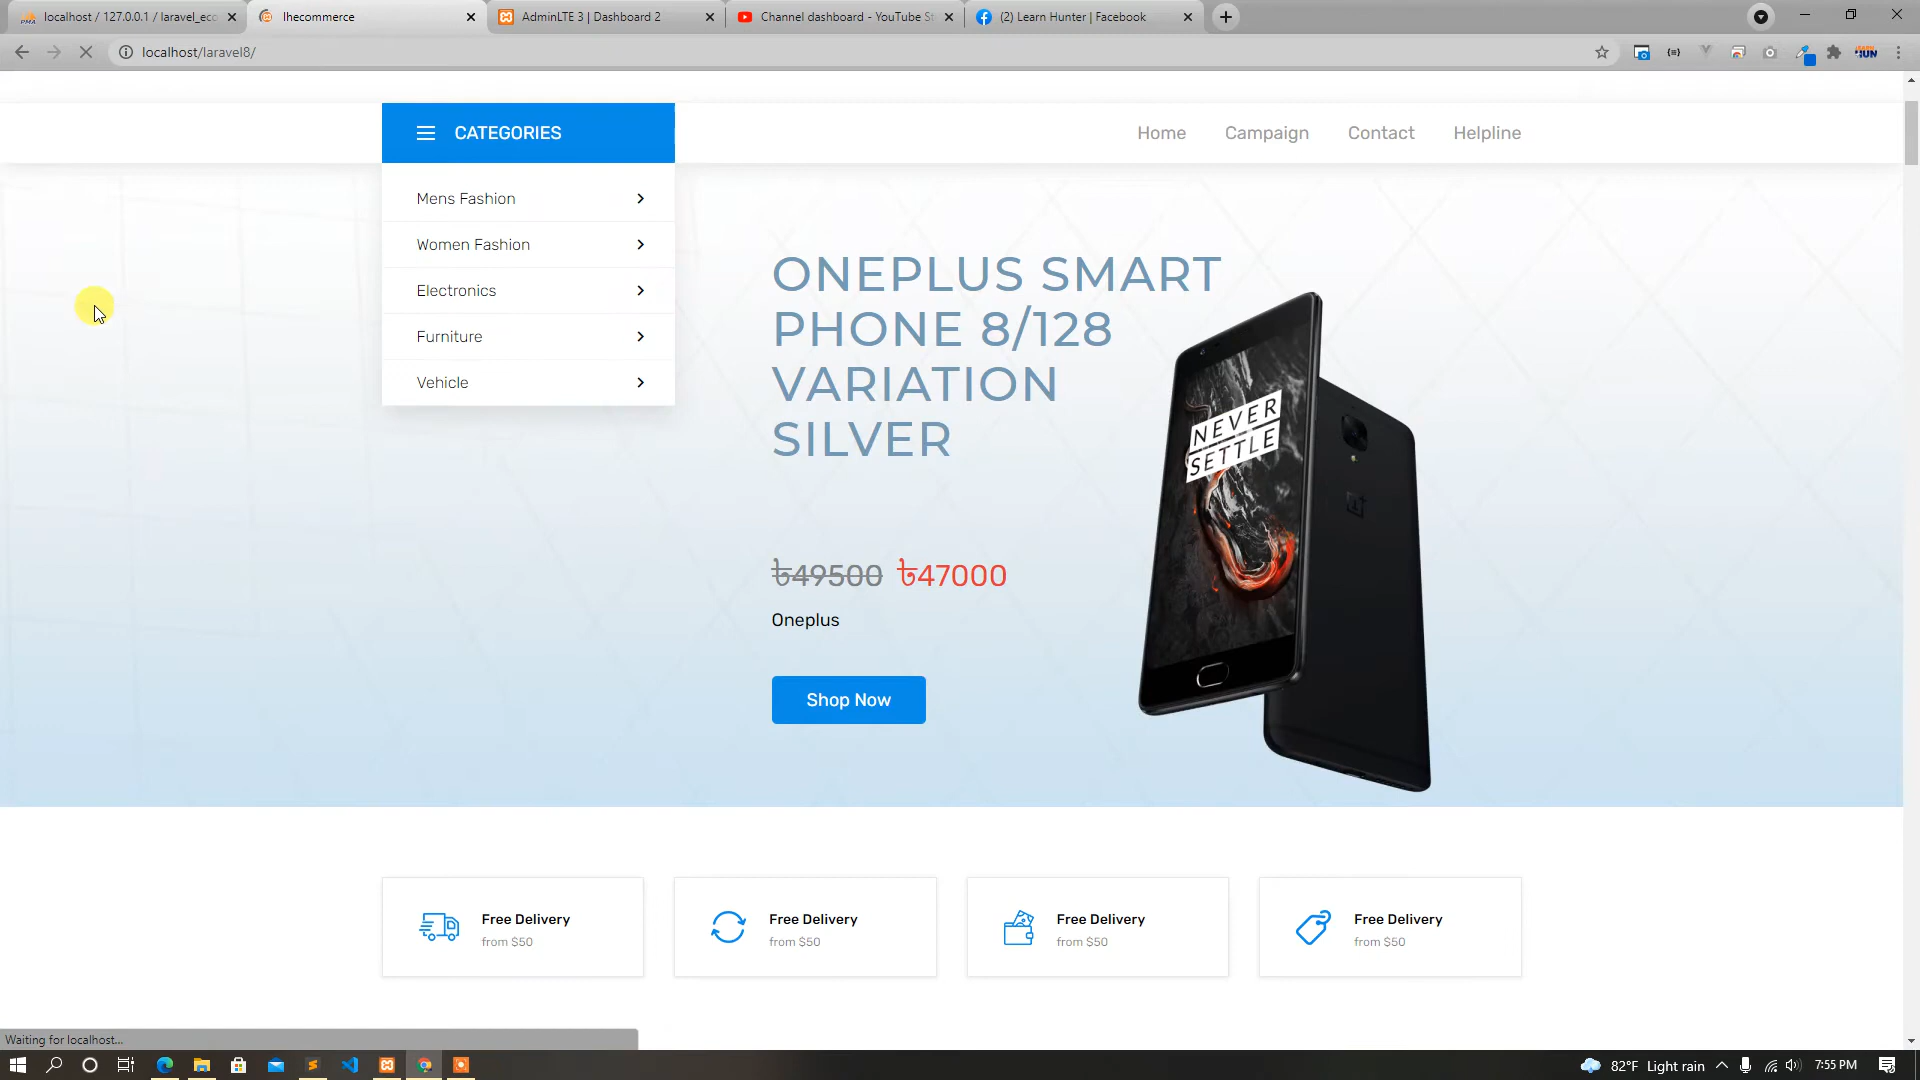 localhost / 127.0.0.1 / laravel_eco
lhecommerce
AdminLTE 3 | Dashboard 2
Channel dashboard - YouTube St
(2) Learn Hunter | Facebook
localhost/laravel8/
CATEGORIES
Home
Campaign
Contact
Helpline
Mens Fashion
Women Fashion
Electronics
Furniture
Vehicle
ONEPLUS SMART
PHONE 8/128
VARIATION
SILVER
NEVER
SETTLE
৳49500 ৳47000
Oneplus
Shop Now
Free Delivery
from $50
Free Delivery
from $50
Free Delivery
from $50
Free Delivery
from $50
Waiting for localhost...
82°F Light rain
7:55 PM